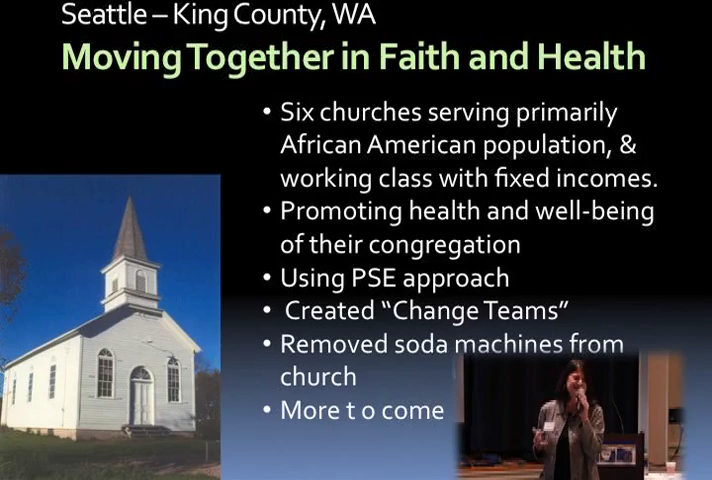 Seattle – King County, WA
Moving Together in Faith and Health
• Six churches serving primarily
African American population, &
working class with fixed incomes.
• Promoting health and well-being
of their congregation
• Using PSE approach
• Created “Change Teams”
• Removed soda machines from
church
• More t o come